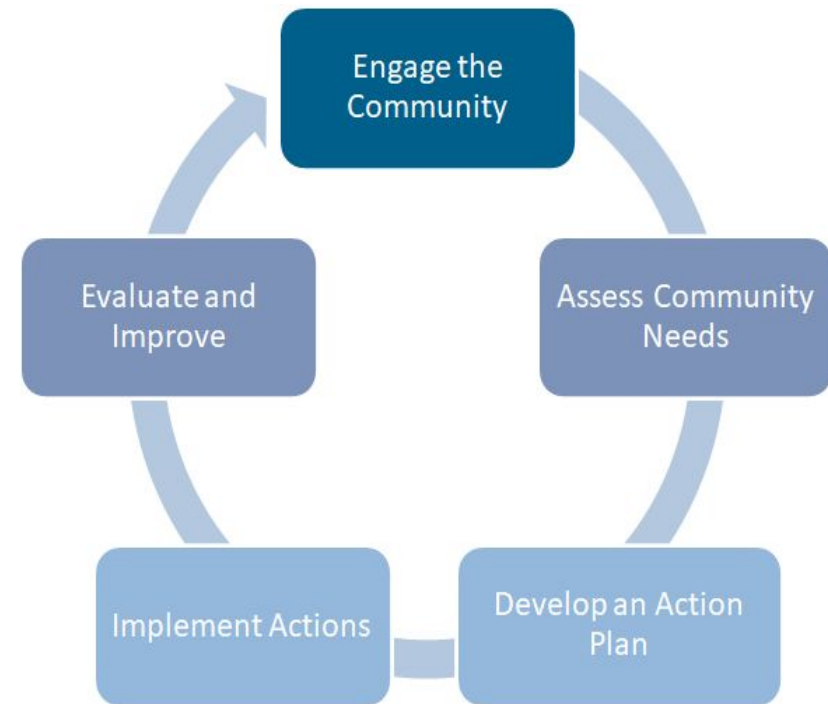 Engage the
Community
Assess Community
Needs
Develop an Action
Plan
Implement Actions
Evaluate and
Improve